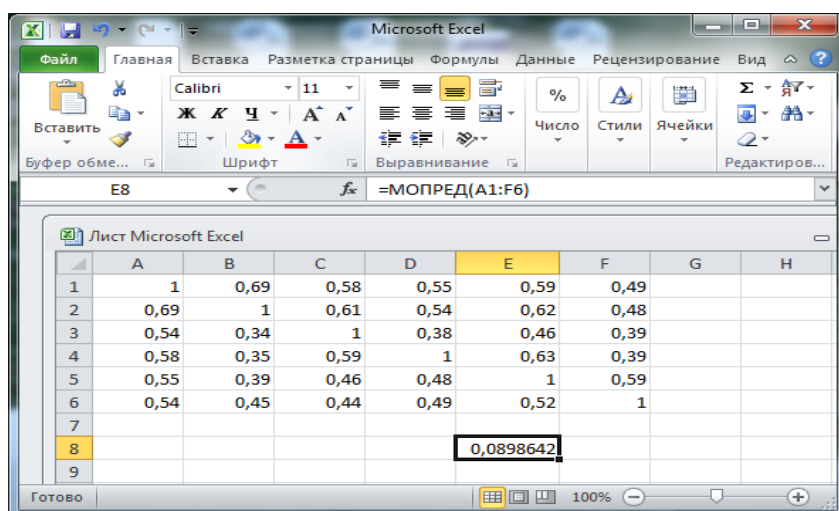 Microsoft Excel
Файл Главная Вставка Разметка страницы Формулы Данные Рецензирование Вид
Вставить
Calibri 11
Ж К Ч
%
Число Стили Ячейки
Буфер обме... Шрифт Выравнивание Редактиров...
E8 fx =МОПРЕД(A1:F6)
Лист Microsoft Excel
A B C D E F G H
1 1 0,69 0,58 0,55 0,59 0,49
2 0,69 1 0,61 0,54 0,62 0,48
3 0,54 0,34 1 0,38 0,46 0,39
4 0,58 0,35 0,59 1 0,63 0,39
5 0,55 0,39 0,46 0,48 1 0,59
6 0,54 0,45 0,44 0,49 0,52 1
7
8 0,0898642
9
Готово 100%